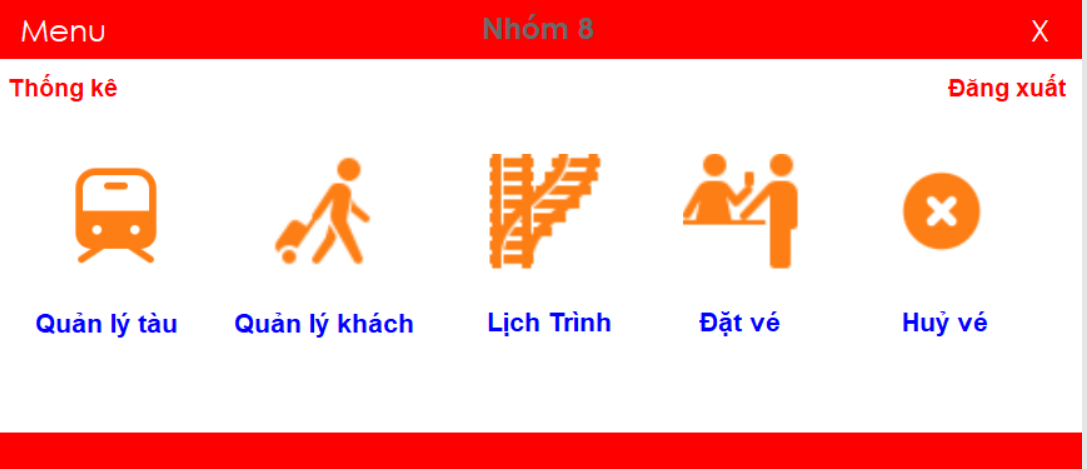 Menu
Nhóm 8
X
Thống kê
Đăng xuất
Quản lý tàu
Quản lý khách
Lịch Trình
Đặt vé
Huỷ vé